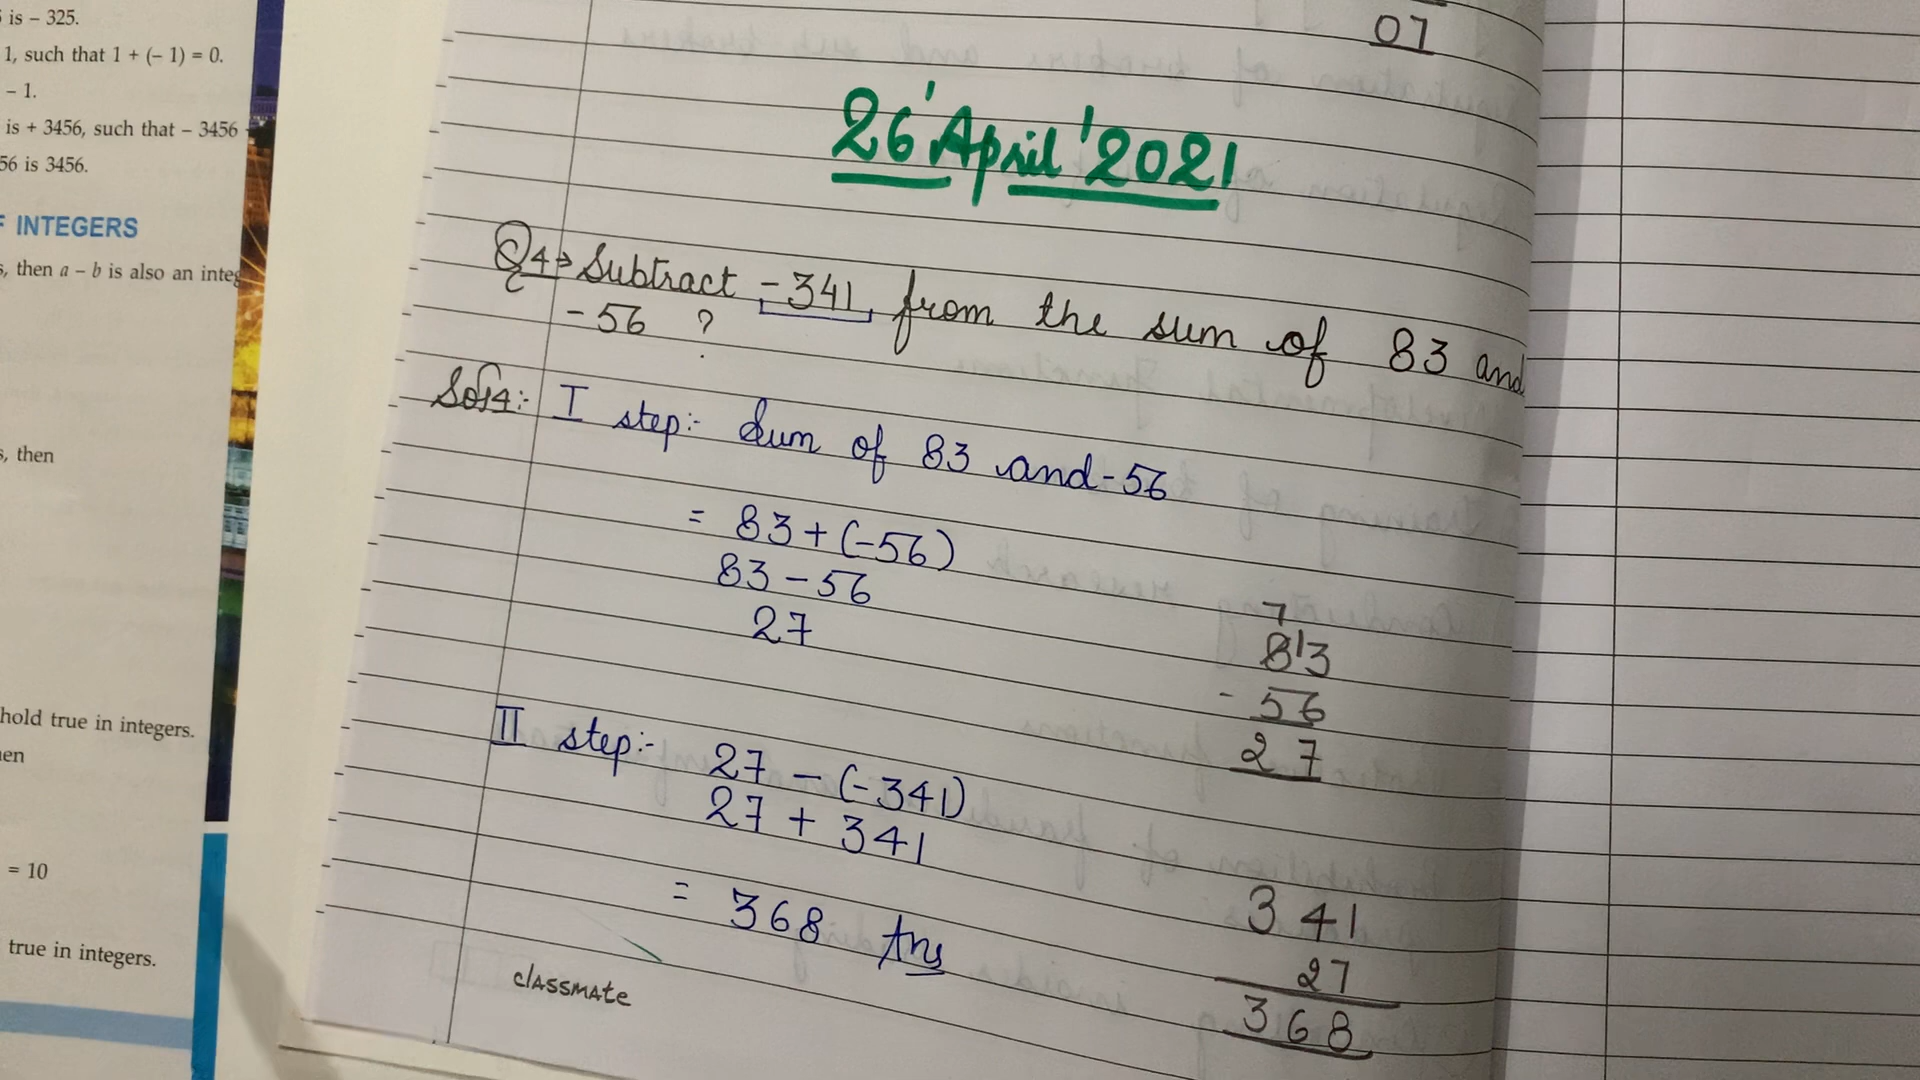 is – 325.
1, such that 1 + (– 1) = 0.
– 1.
is + 3456, such that – 3456
56 is 3456.
INTEGERS
, then a – b is also an integ
s, then
hold true in integers.
en
= 10
true in integers.
07
26' April '2021
Q4→ Subtract -341 from the sum of 83 and
-56 ?
Sol4:- I step:- Sum of 83 and -56
= 83+(-56)
83-56
27
7
813
- 56
27
II step:- 27 - (-341)
27 + 341
= 368 Ans
341
27
368
classmate